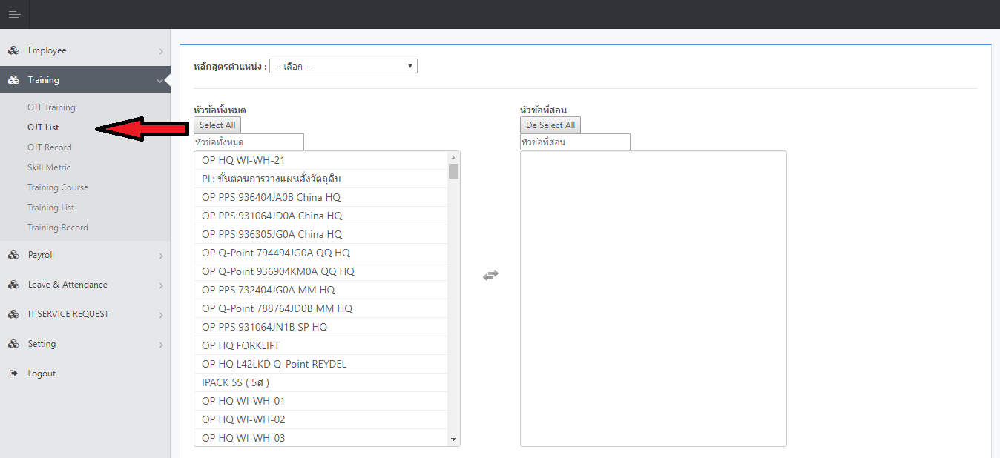 Employee
Training
OJT Training
OJT List
OJT Record
Skill Metric
Training Course
Training List
Training Record
Payroll
Leave & Attendance
IT SERVICE REQUEST
Setting
Logout
หลักสูตรตำแหน่ง : ---เลือก---
หัวข้อทั้งหมด
Select All
หัวข้อทั้งหมด
OP HQ WI-WH-21
PL: ขั้นตอนการวางแผนสั่งวัตถุดิบ
OP PPS 936404JA0B China HQ
OP PPS 931064JD0A China HQ
OP PPS 936305JG0A China HQ
OP Q-Point 794494JG0A QQ HQ
OP Q-Point 936904KM0A QQ HQ
OP PPS 732404JG0A MM HQ
OP Q-Point 788764JD0B MM HQ
OP PPS 931064JN1B SP HQ
OP HQ FORKLIFT
OP HQ L42LKD Q-Point REYDEL
IPACK 5S ( 5ส )
OP HQ WI-WH-01
OP HQ WI-WH-02
OP HQ WI-WH-03
หัวข้อที่สอน
De Select All
หัวข้อที่สอน